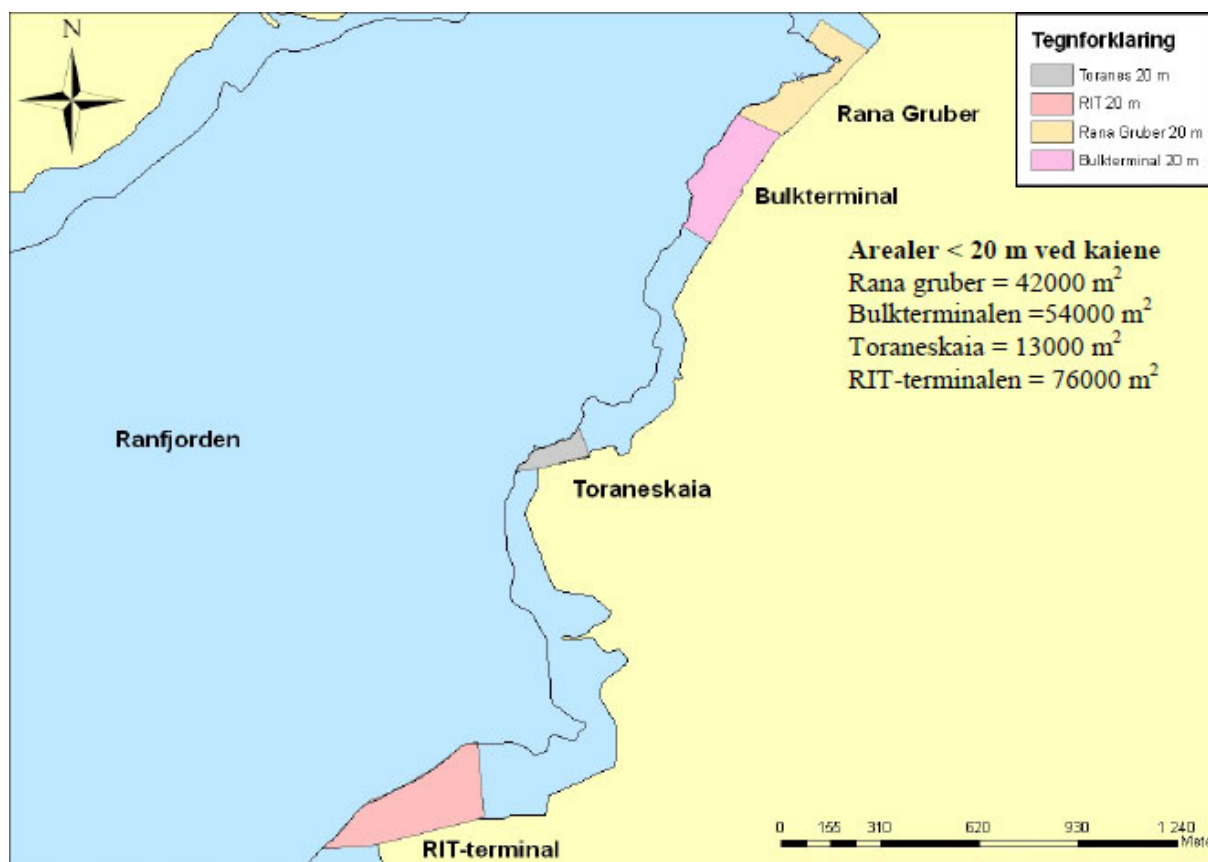 N
Tegnforklaring
Toranes 20 m
RIT 20 m
Rana Gruber 20 m
Bulkterminal 20 m
Rana Gruber
Bulkterminal
Arealer < 20 m ved kaiene
Rana gruber = 42000 m²
Bulkterminalen =54000 m²
Toraneskaia = 13000 m²
RIT-terminalen = 76000 m²
Ranfjorden
Toraneskaia
RIT-terminal
0 155 310 620 930 1 240
Mete